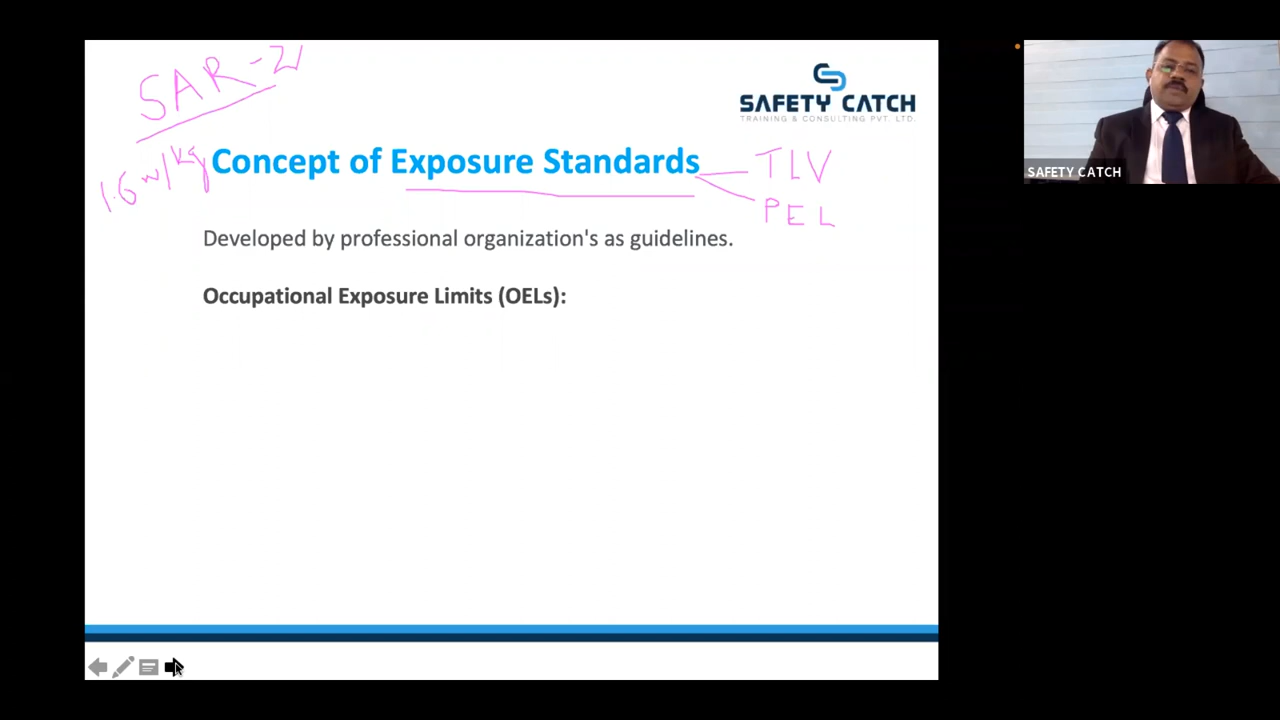 SAR
SAFETY CATCH
TRAINING & CONSULTING PVT. LTD.
1.6 w/kg
Concept of Exposure Standards
TLV
PEL
Developed by professional organization's as guidelines.
Occupational Exposure Limits (OELs):
SAFETY CATCH